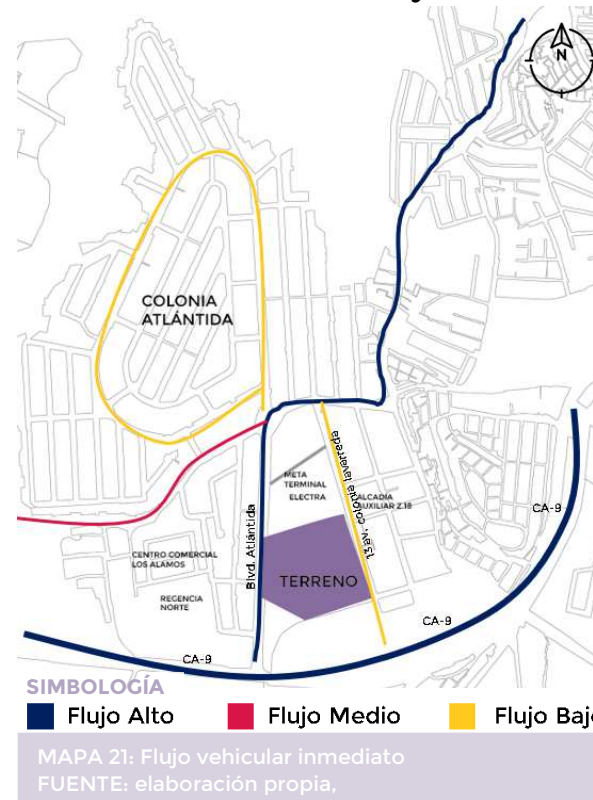 N
COLONIA
ATLÁNTIDA
META
TERMINAL
ELECTRA
13 av. colonia lavarreda
ALCADÍA
AUXILIAR Z.18
CA-9
Blvd. Atlántida
CENTRO COMERCIAL
LOS ALAMOS
TERRENO
REGENCIA
NORTE
CA-9
CA-9
SIMBOLOGÍA
Flujo Alto
Flujo Medio
Flujo Baj
MAPA 21: Flujo vehicular inmediato
FUENTE: elaboración propia,